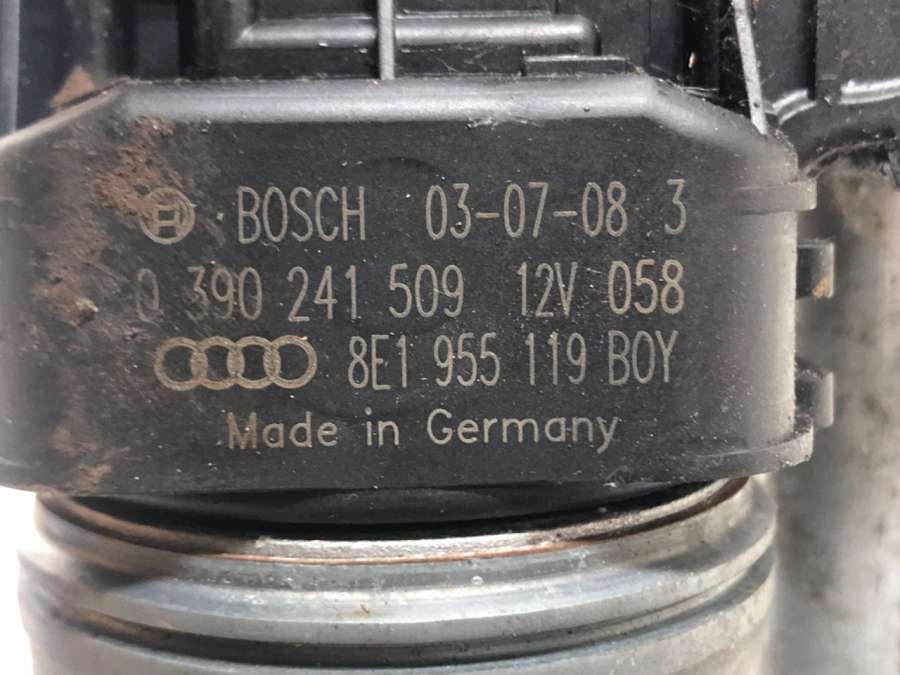 BOSCH 03-07-08 3
0 390 241 509 12V 058
8E1 955 119 BOY
Made in Germany